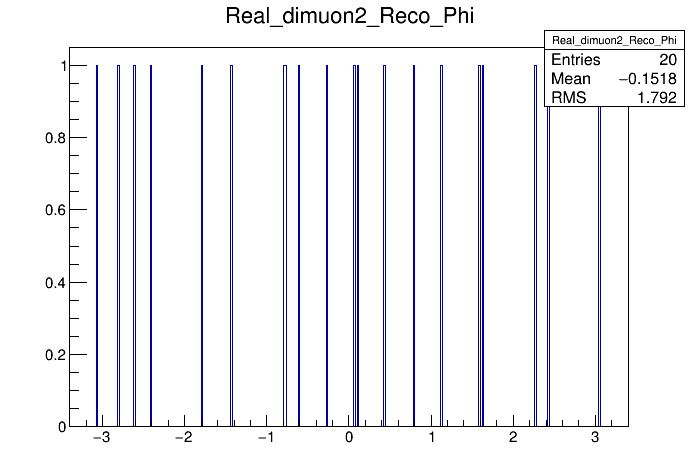 Real_dimuon2_Reco_Phi
Real_dimuon2_Reco_Phi
Entries 20
Mean −0.1518
RMS 1.792
1
0.8
0.6
0.4
0.2
0
−3 −2 −1 0 1 2 3